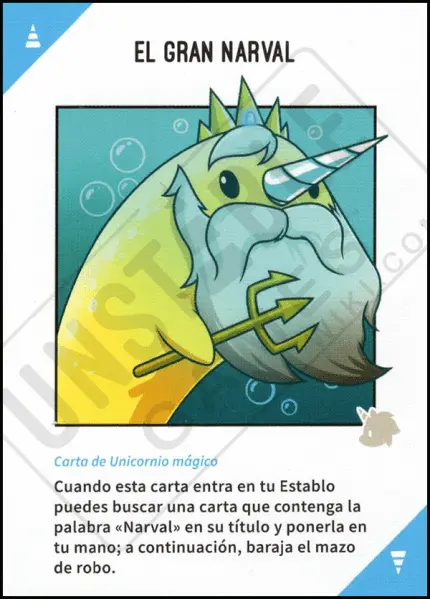 EL GRAN NARVAL
Carta de Unicornio mágico
Cuando esta carta entra en tu Establo
puedes buscar una carta que contenga la
palabra «Narval» en su título y ponerla en
tu mano; a continuación, baraja el mazo
de robo.